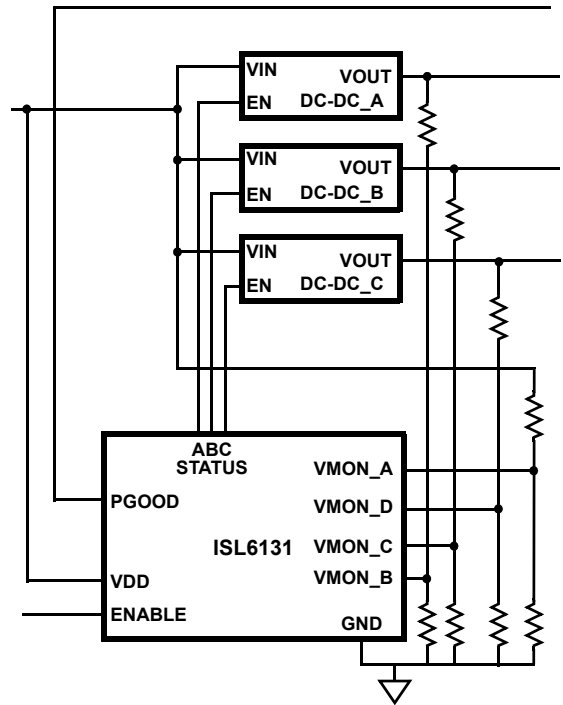 VIN
VOUT
EN
DC-DC_A
VIN
VOUT
EN
DC-DC_B
VIN
VOUT
EN
DC-DC_C
ABC
STATUS
VMON_A
PGOOD
VMON_D
ISL6131
VMON_C
VDD
VMON_B
ENABLE
GND